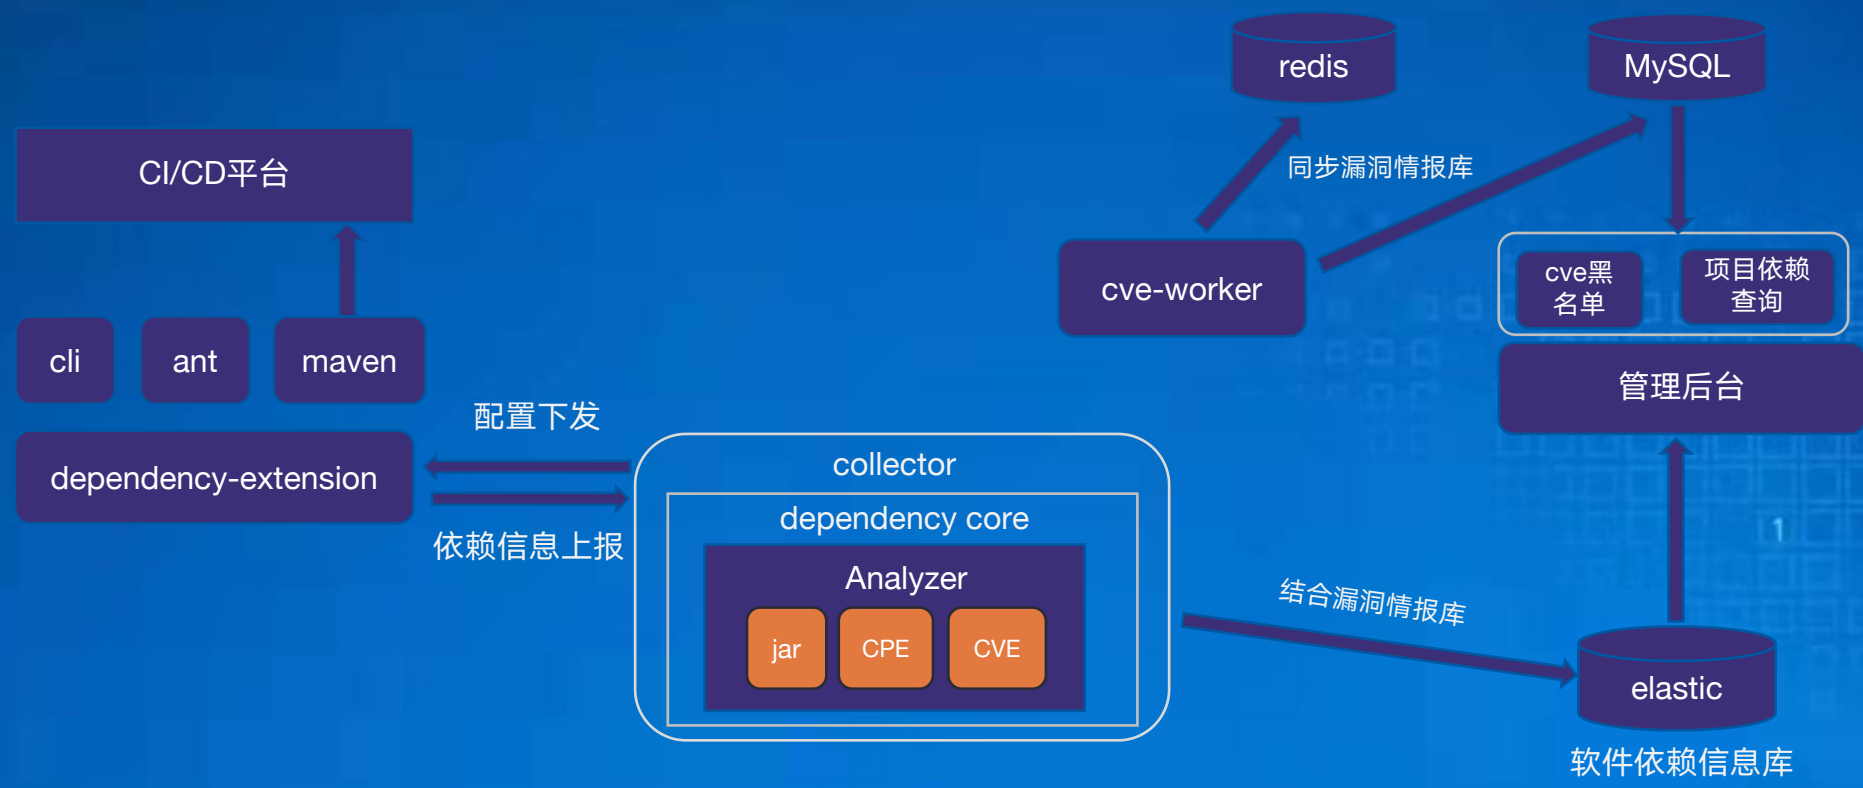 redis
MySQL
CI/CD平台
同步漏洞情报库
cve-worker
cve黑
名单
项目依赖
查询
cli
ant
maven
管理后台
配置下发
dependency-extension
collector
dependency core
依赖信息上报
Analyzer
jar
CPE
CVE
结合漏洞情报库
elastic
软件依赖信息库
1